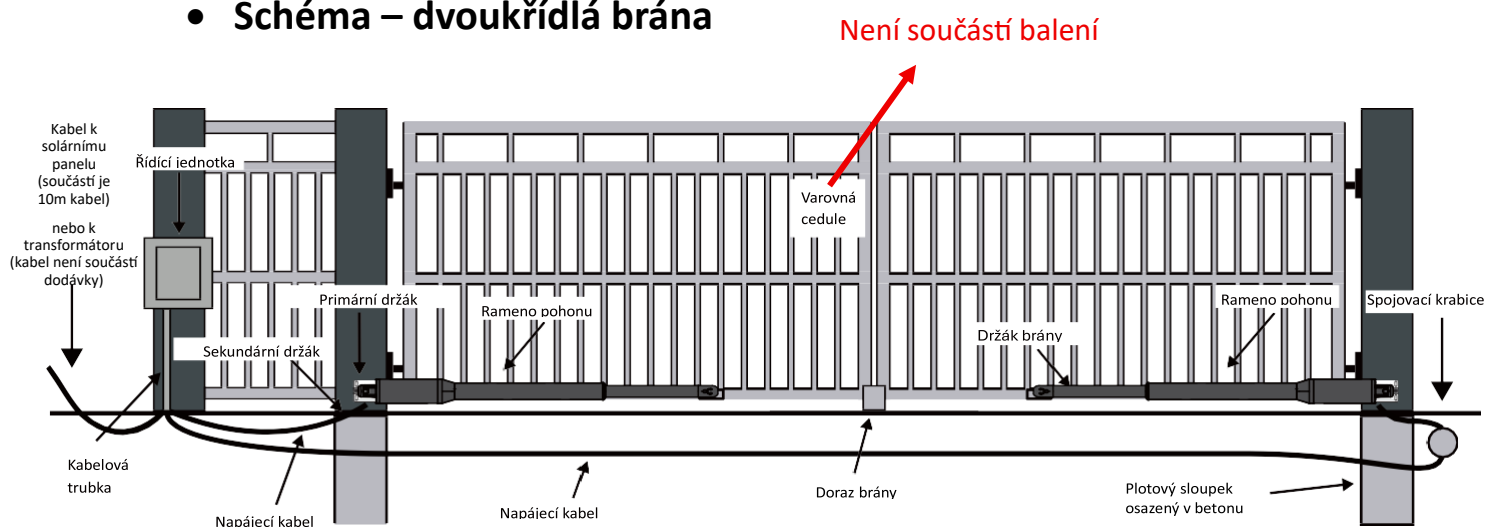 • Schéma – dvoukřídlá brána
Není součástí balení
Kabel k
solárnímu
panelu
(součástí je
10m kabel)
nebo k
transformátoru
(kabel není součástí
dodávky)
Řídící jednotka
Varovná
cedule
Primární držák
Rameno pohonu
Sekundární držák
Držák brány
Rameno pohonu
Spojovací krabice
Kabelová
trubka
Napájecí kabel
Napájecí kabel
Doraz brány
Plotový sloupek
osazený v betonu